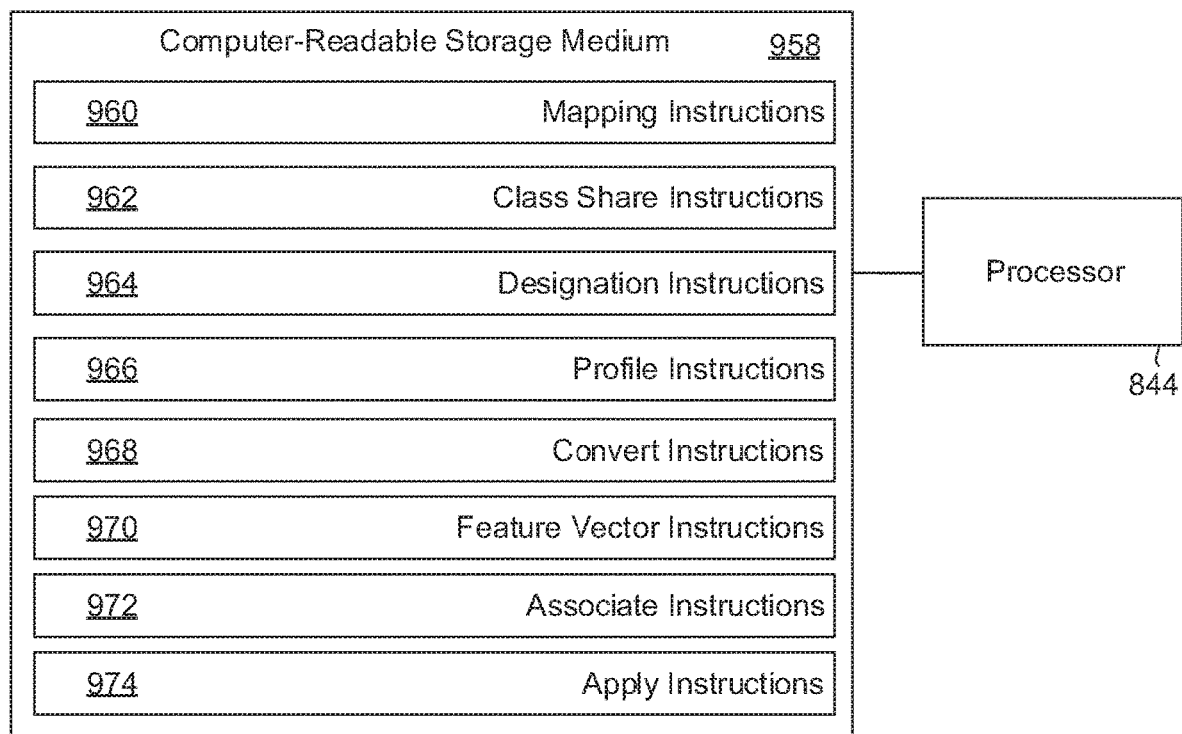 Computer-Readable Storage Medium 958
960 Mapping Instructions
962 Class Share Instructions
964 Designation Instructions
966 Profile Instructions
968 Convert Instructions
970 Feature Vector Instructions
972 Associate Instructions
974 Apply Instructions
Processor
844